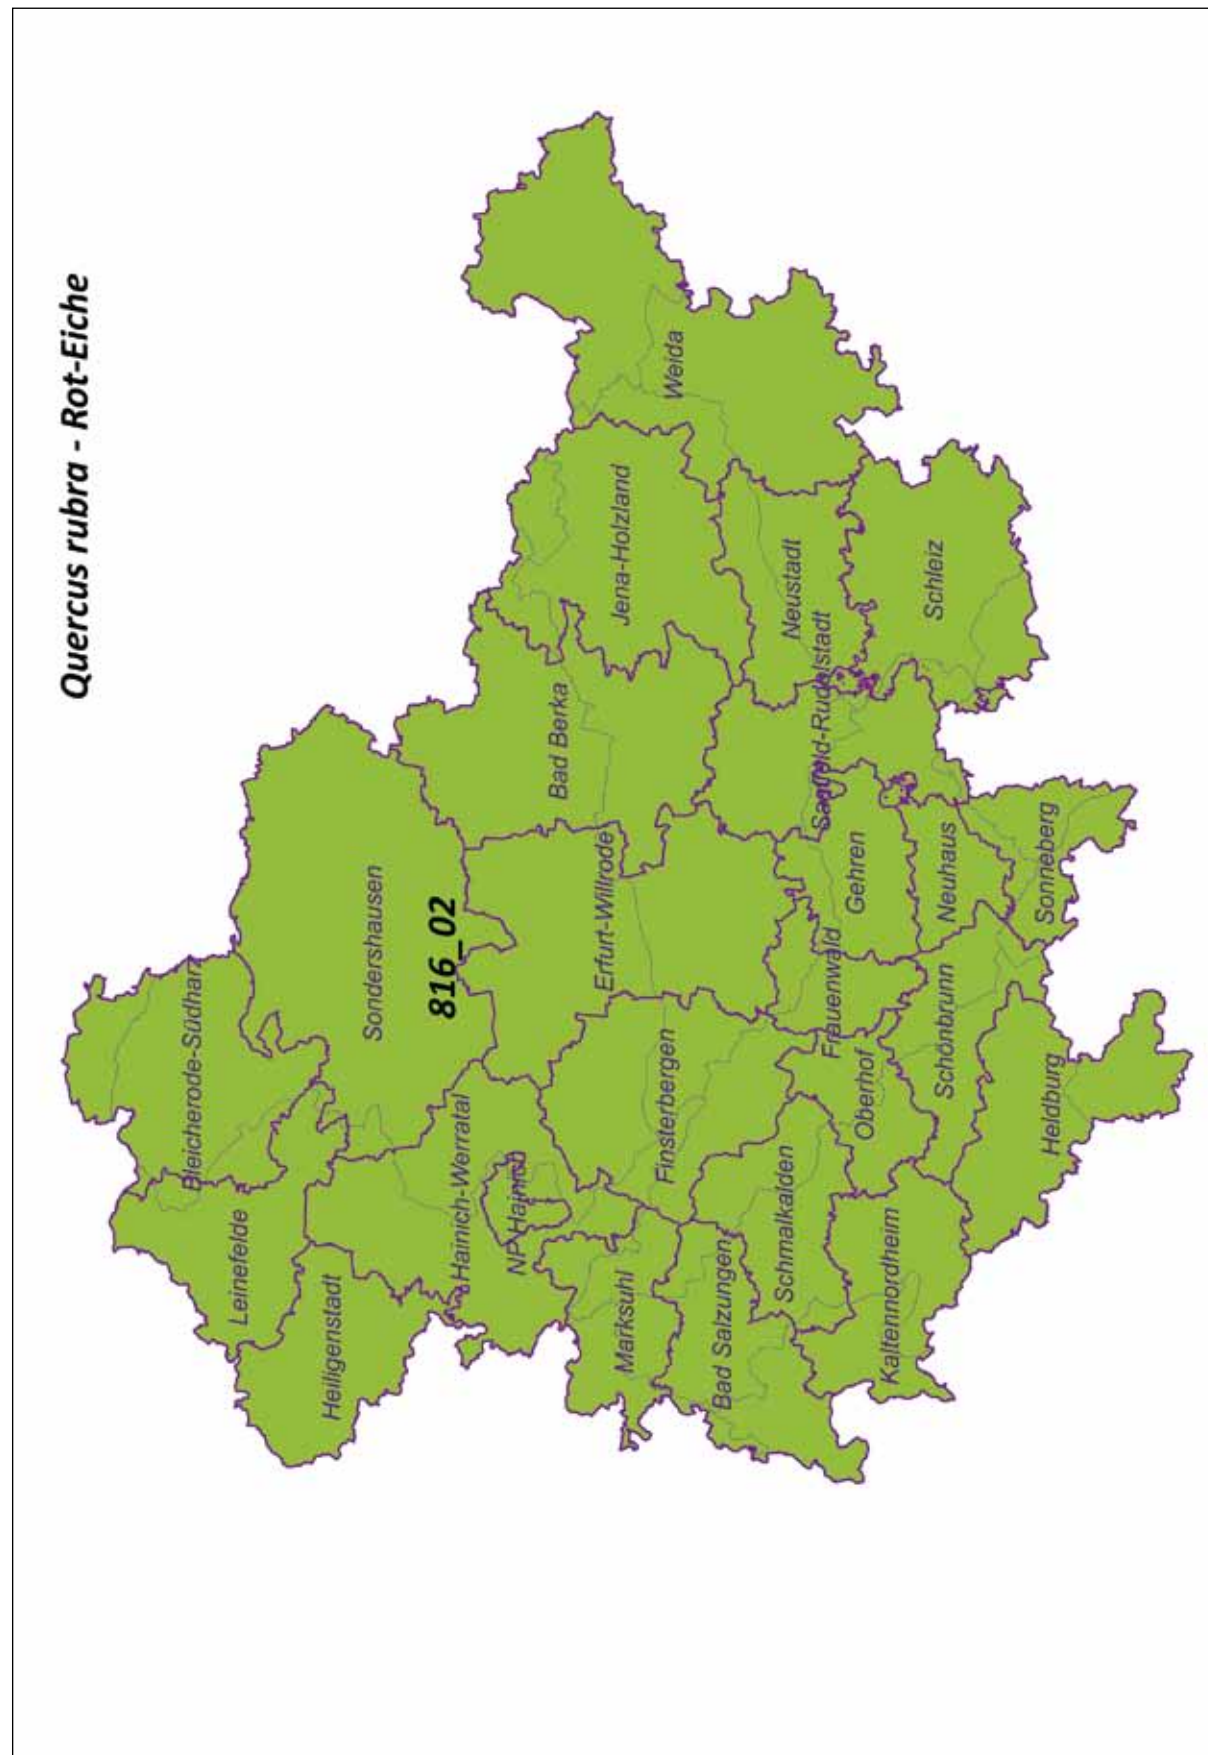 Quercus rubra - Rot-Eiche
Bleicherode-Südharz
Leinefelde
Heiligenstadt
Sondershausen
816_02
Hainich-Werratal
NP Hainich
Bad Berka
Erfurt-Willrode
Jena-Holzland
Weida
Marksuhl
Finsterbergen
Bad Salzungen
Schmalkalden
Neustadt
Saalfeld-Rudolstadt
Frauenwald
Gehren
Oberhof
Kaltennordheim
Schleiz
Neuhaus
Schönbrunn
Sonneberg
Heldburg